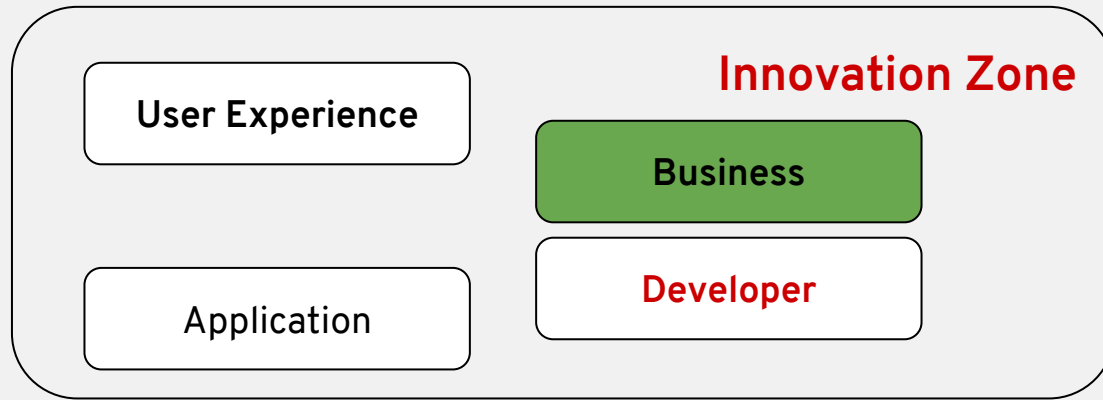 Innovation Zone
User Experience
Business
Developer
Application